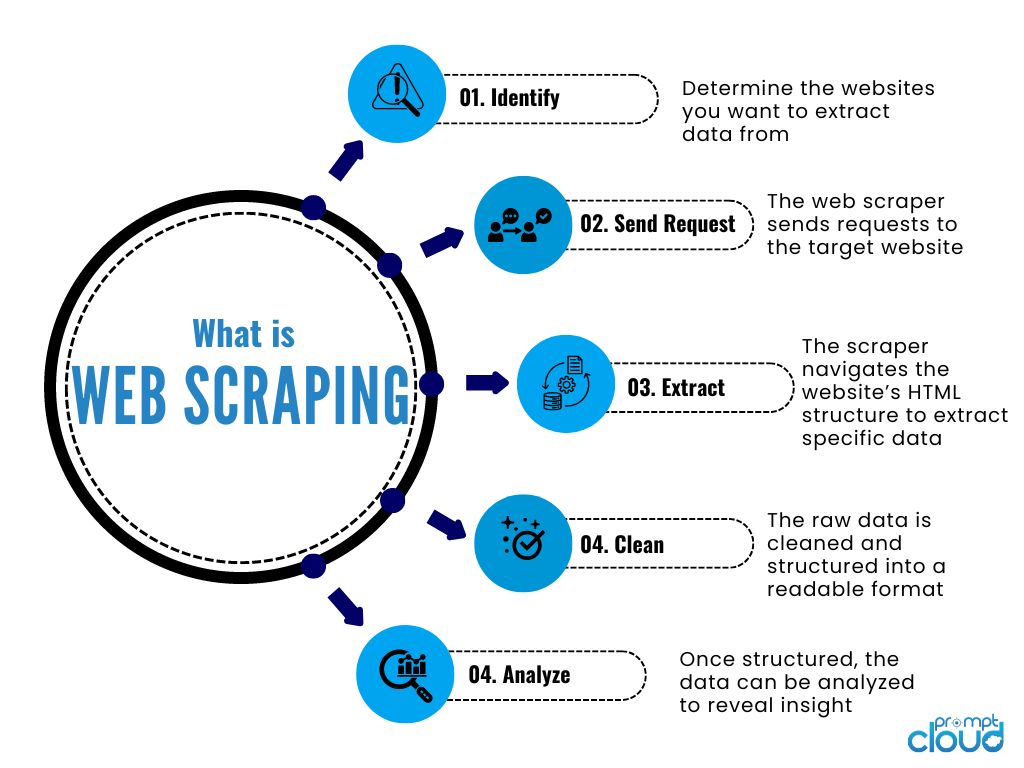 What is
WEB SCRAPING
01. Identify
Determine the websites
you want to extract
data from
02. Send Request
The web scraper
sends requests to
the target website
03. Extract
The scraper
navigates the
website's HTML
structure to extract
specific data
04. Clean
The raw data is
cleaned and
structured into a
readable format
04. Analyze
Once structured, the
data can be analyzed
to reveal insight
prompt
cloud